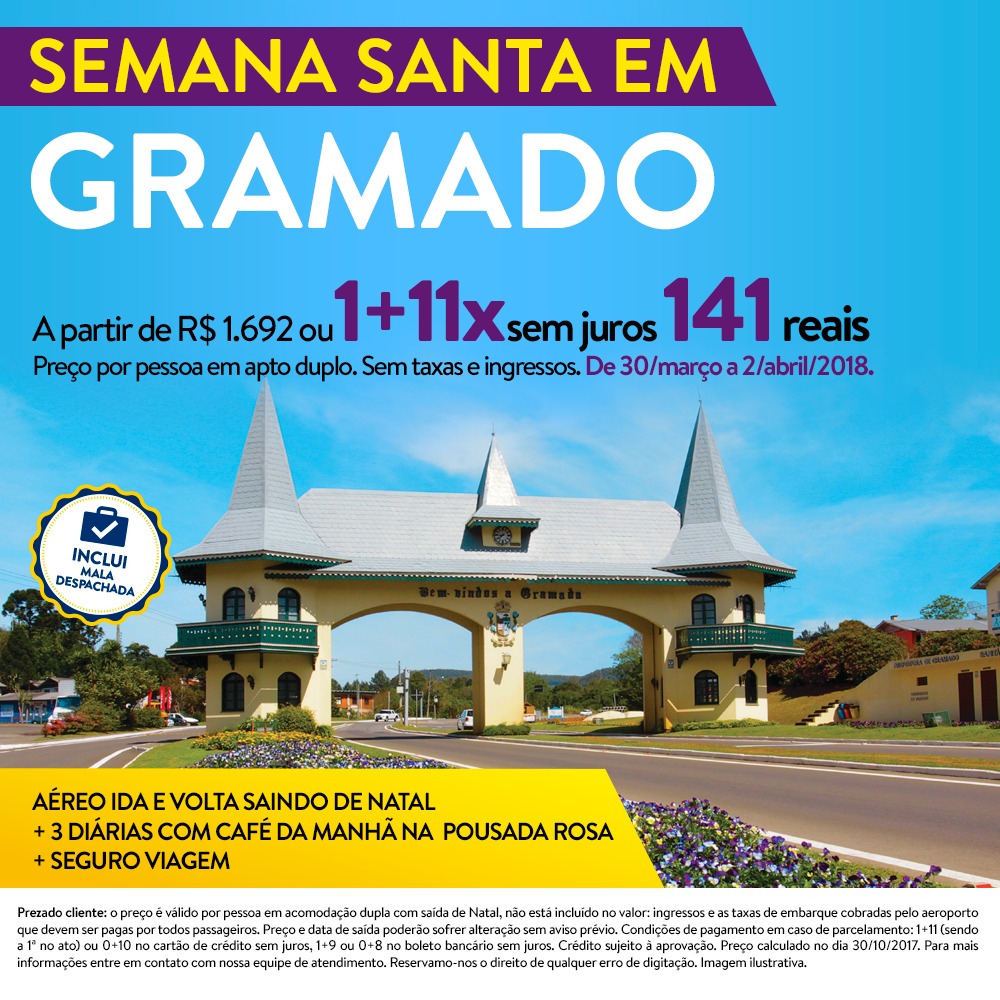 SEMANA SANTA EM
GRAMADO
A partir de R$ 1.692 ou 1+11x sem juros 141 reais
Preço por pessoa em apto duplo. Sem taxas e ingressos. De 30/março a 2/abril/2018.
INCLUI
MALA
DESPACHADA
Bem-vindos a Gramado
PREFEITURA DE GRAMADO
AÉREO IDA E VOLTA SAINDO DE NATAL
+ 3 DIÁRIAS COM CAFÉ DA MANHÃ NA POUSADA ROSA
+ SEGURO VIAGEM
Prezado cliente: o preço é válido por pessoa em acomodação dupla com saída de Natal, não está incluído no valor: ingressos e as taxas de embarque cobradas pelo aeroporto
que devem ser pagas por todos passageiros. Preço e data de saída poderão sofrer alteração sem aviso prévio. Condições de pagamento em caso de parcelamento: 1+11 (sendo
a 1ª no ato) ou 0+10 no cartão de crédito sem juros, 1+9 ou 0+8 no boleto bancário sem juros. Crédito sujeito à aprovação. Preço calculado no dia 30/10/2017. Para mais
informações entre em contato com nossa equipe de atendimento. Reservamo-nos o direito de qualquer erro de digitação. Imagem ilustrativa.